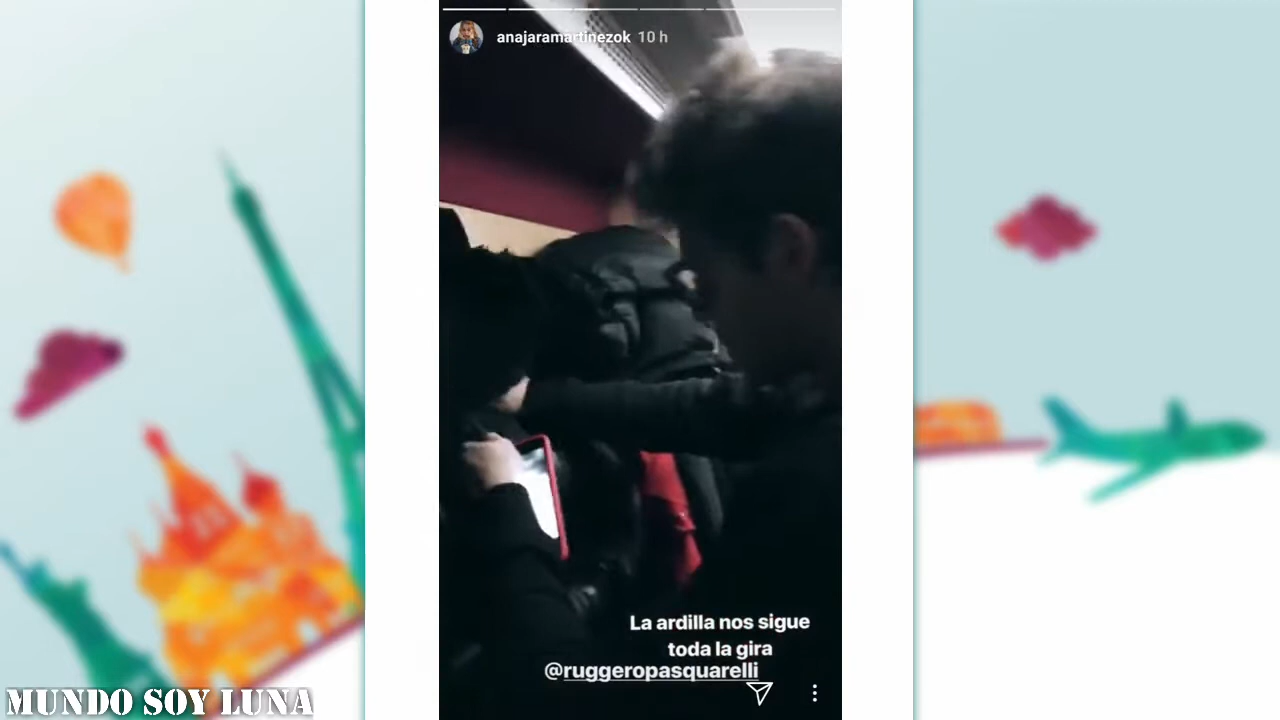 anajaramartinezok 10 h
La ardilla nos sigue
toda la gira
@ruggeropasquarelli
MUNDO SOY LUNA